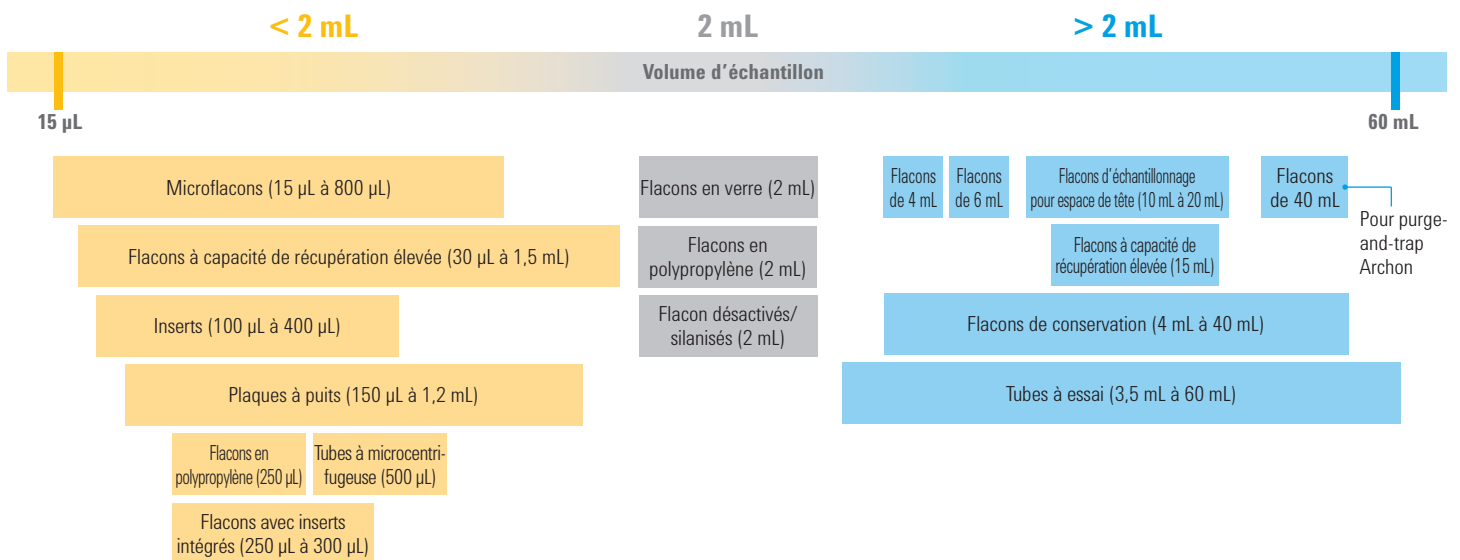 < 2 mL
2 mL
> 2 mL
Volume d'échantillon
15 µL
60 mL
Microflacons (15 µL à 800 µL)
Flacons à capacité de récupération élevée (30 µL à 1,5 mL)
Inserts (100 µL à 400 µL)
Plaques à puits (150 µL à 1,2 mL)
Flacons en
polypropylène (250 µL)
Tubes à microcentri-
fugeuse (500 µL)
Flacons avec inserts
intégrés (250 µL à 300 µL)
Flacons en verre (2 mL)
Flacons en
polypropylène (2 mL)
Flacon désactivés/
silanisés (2 mL)
Flacons
de 4 mL
Flacons
de 6 mL
Flacons d'échantillonnage
pour espace de tête (10 mL à 20 mL)
Flacons
de 40 mL
Pour purge-
and-trap
Archon
Flacons à capacité de
récupération élevée (15 mL)
Flacons de conservation (4 mL à 40 mL)
Tubes à essai (3,5 mL à 60 mL)